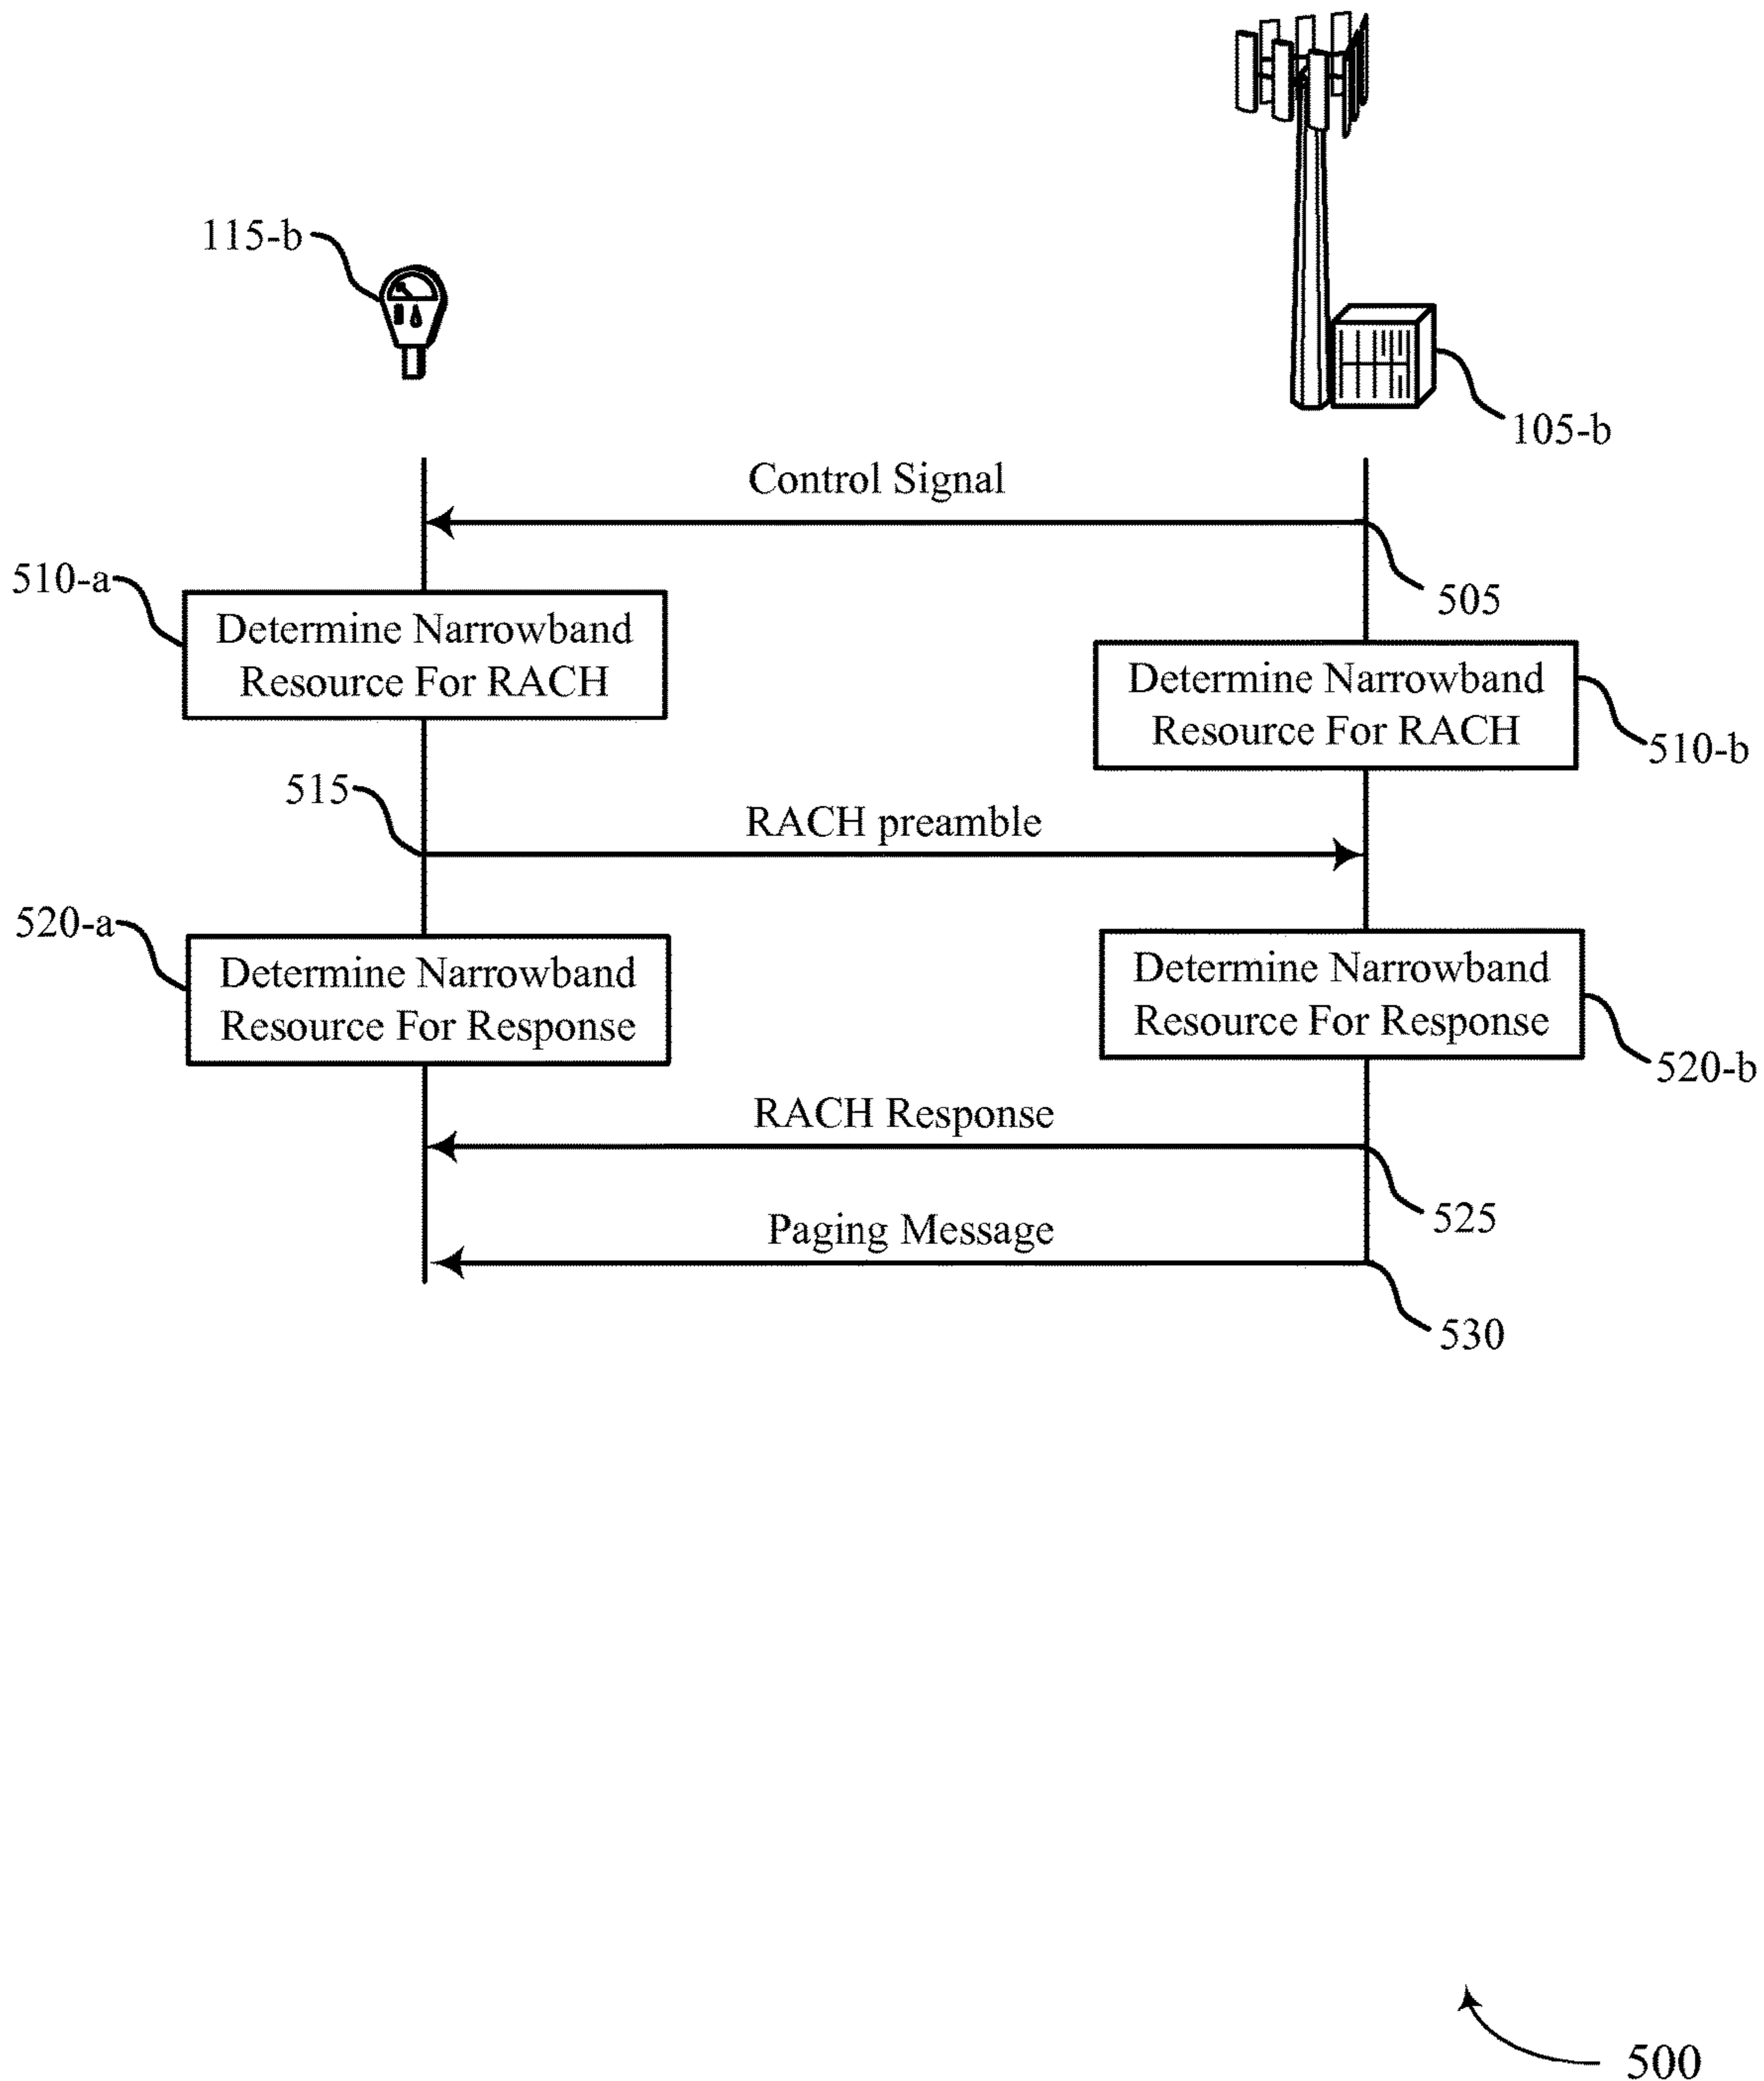 115-b
105-b
Control Signal
505
510-a
Determine Narrowband
Resource For RACH
Determine Narrowband
Resource For RACH
510-b
515
RACH preamble
520-a
Determine Narrowband
Resource For Response
Determine Narrowband
Resource For Response
520-b
RACH Response
525
Paging Message
530
500